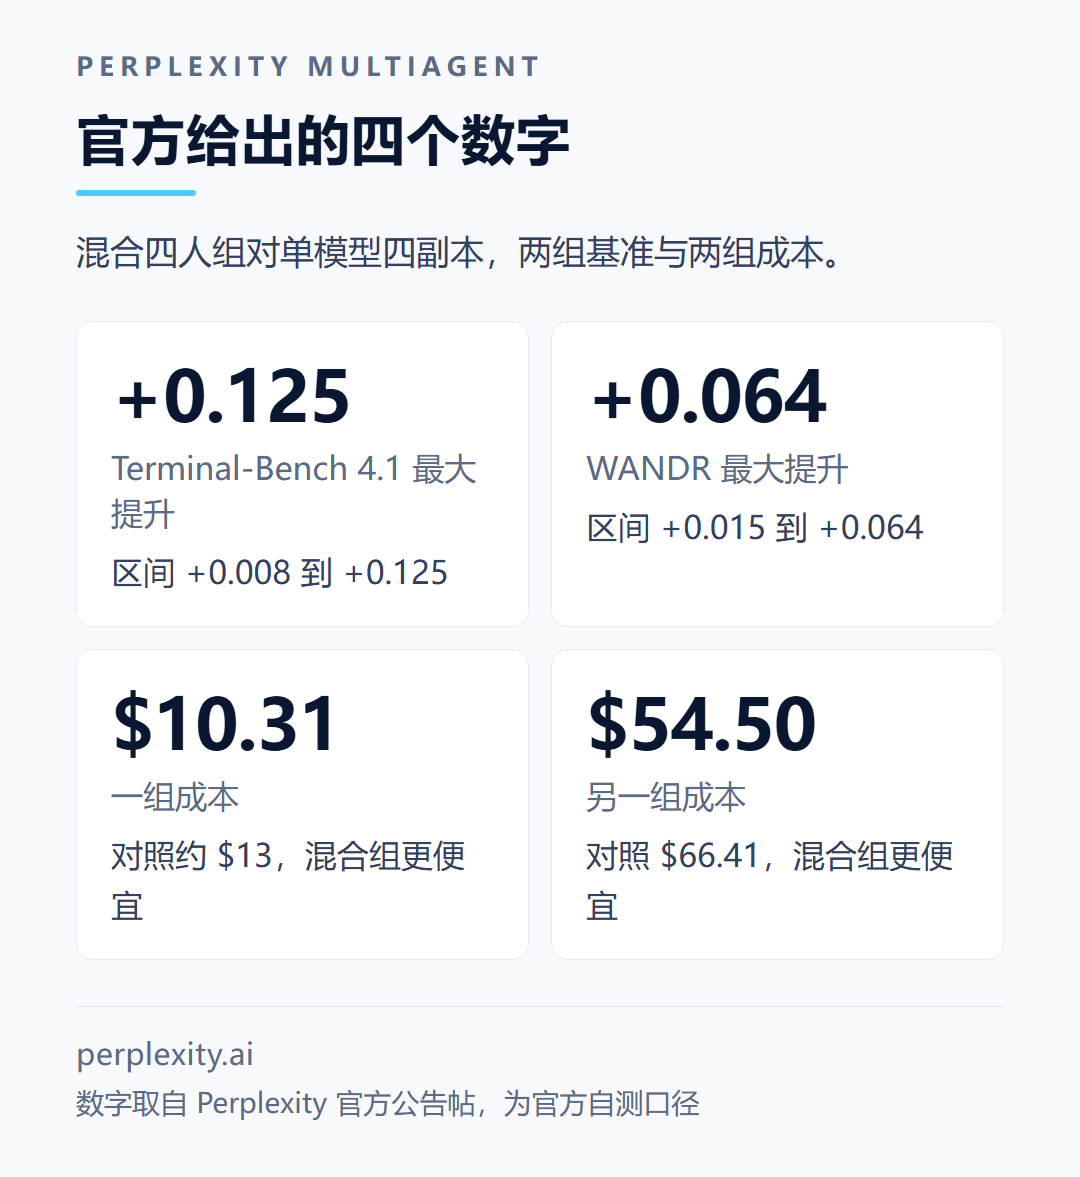 PERPLEXITY MULTIAGENT
官方给出的四个数字
混合四人组对单模型四副本，两组基准与两组成本。
+0.125
Terminal-Bench 4.1 最大
提升
区间 +0.008 到 +0.125
+0.064
WANDR 最大提升
区间 +0.015 到 +0.064
$10.31
一组成本
对照约 $13，混合组更便
宜
$54.50
另一组成本
对照 $66.41，混合组更便
宜
perplexity.ai
数字取自 Perplexity 官方公告帖，为官方自测口径